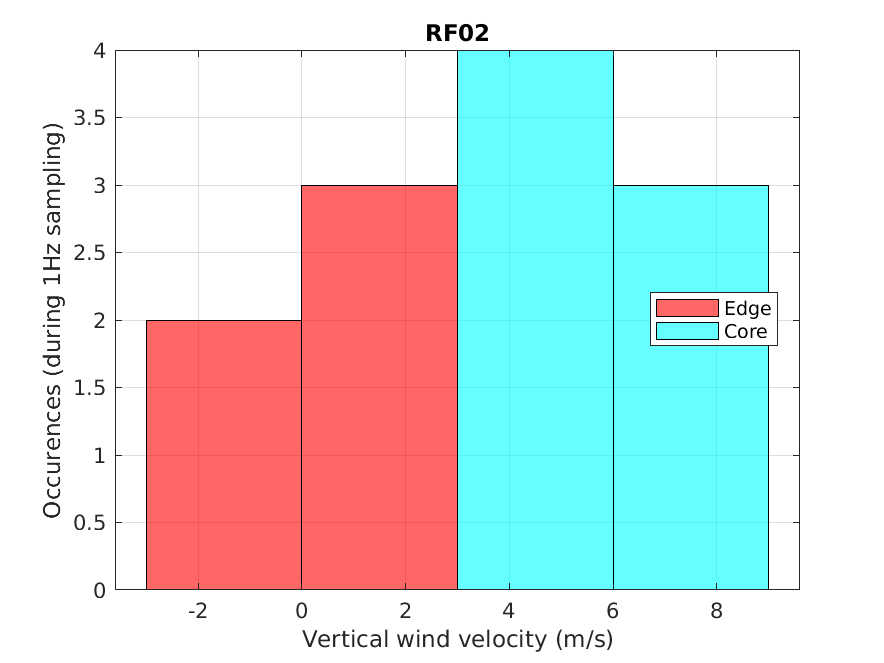 RF02
4
3.5
3
2.5
2
1.5
1
0.5
0
Occurences (during 1Hz sampling)
Edge
Core
-2 0 2 4 6 8
Vertical wind velocity (m/s)